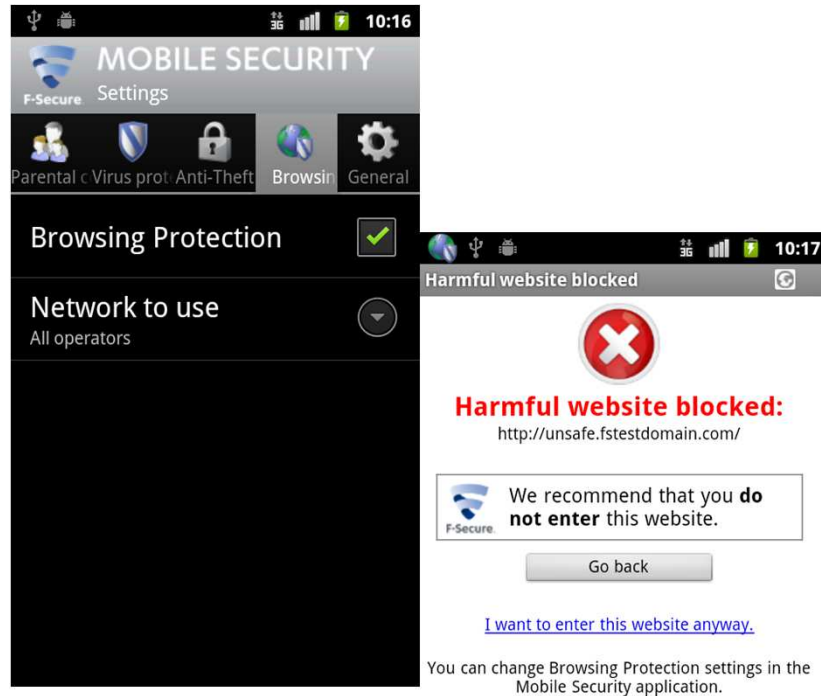 10:16
MOBILE SECURITY
F-Secure.
Settings
Parental c
Virus prot
Anti-Theft
Browsin
General
Browsing Protection
Network to use
All operators
3G
10:17
3G
Harmful website blocked
Harmful website blocked:
http://unsafe.fstestdomain.com/
F-Secure.
We recommend that you do
not enter this website.
Go back
I want to enter this website anyway.
You can change Browsing Protection settings in the
Mobile Security application.